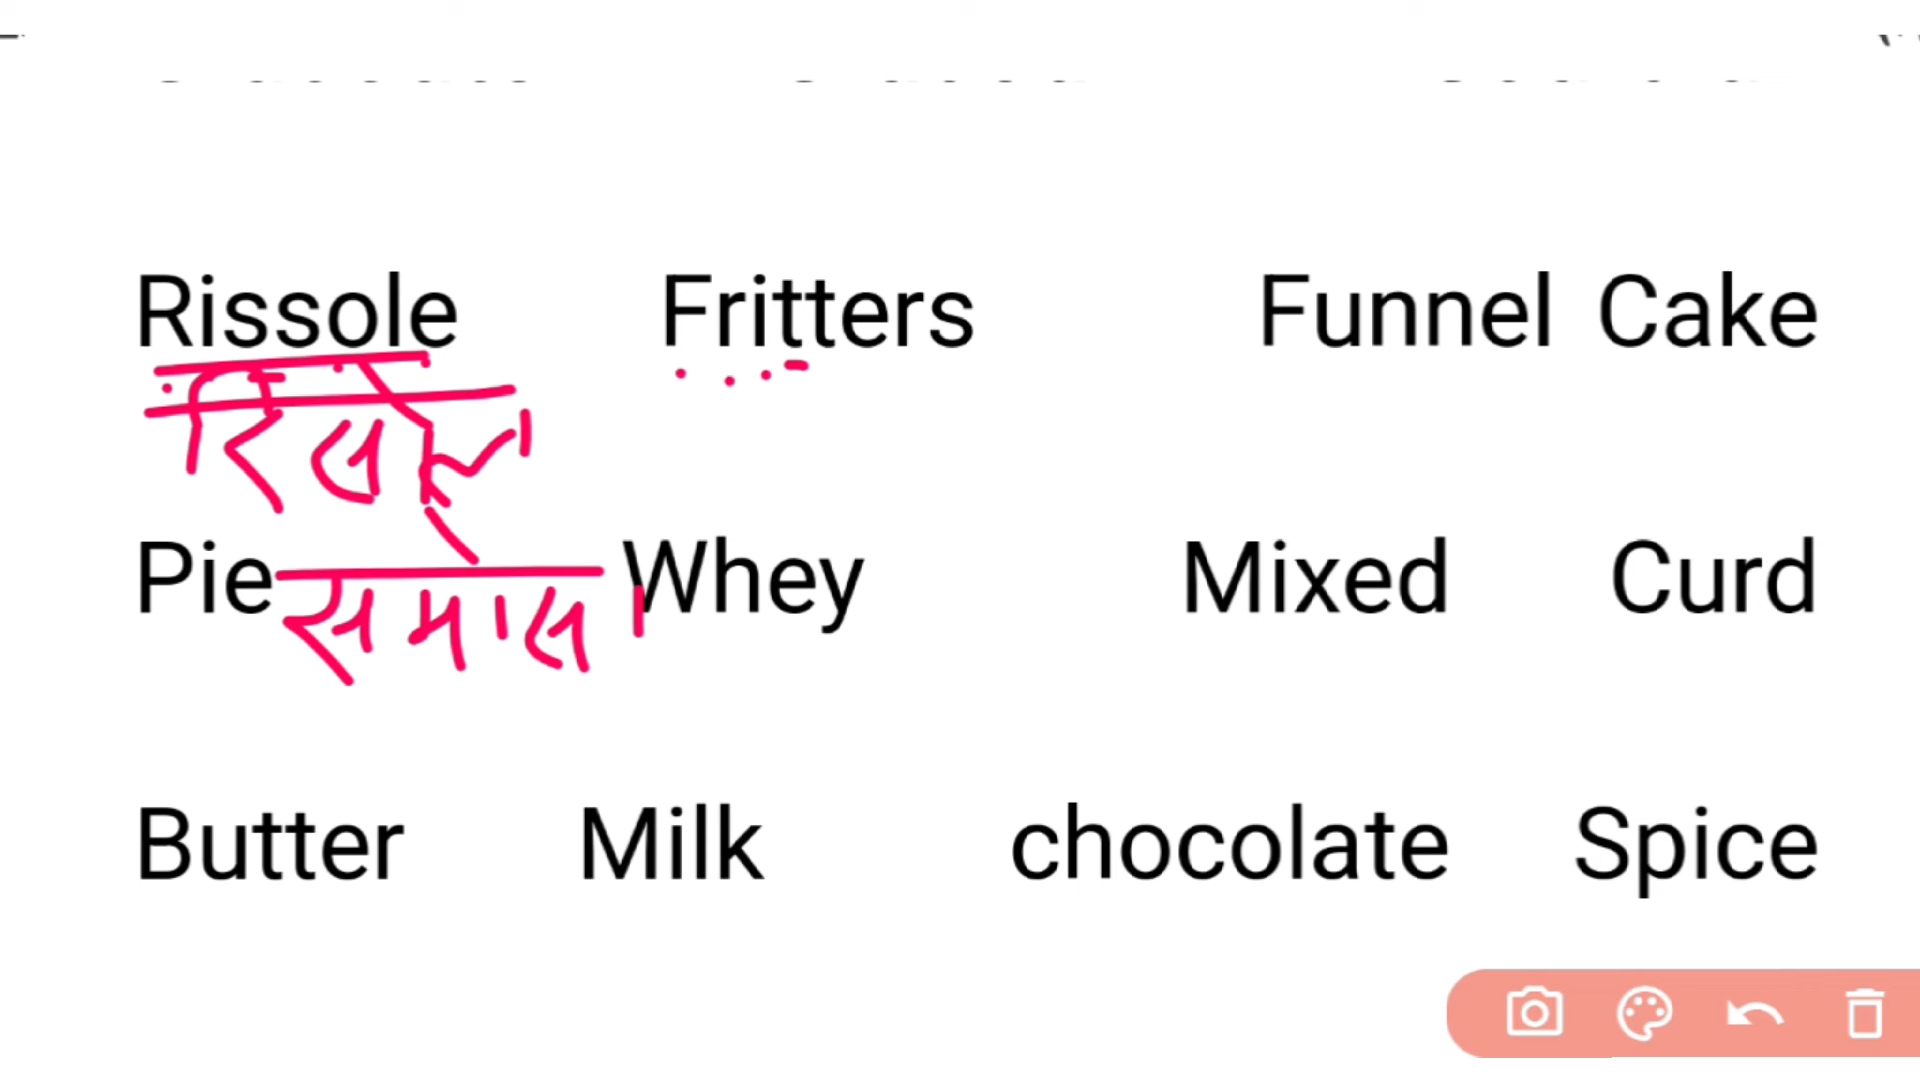 Rissole Fritters Funnel Cake
रिसोल
Pie Whey Mixed Curd
समोसा
Butter Milk chocolate Spice